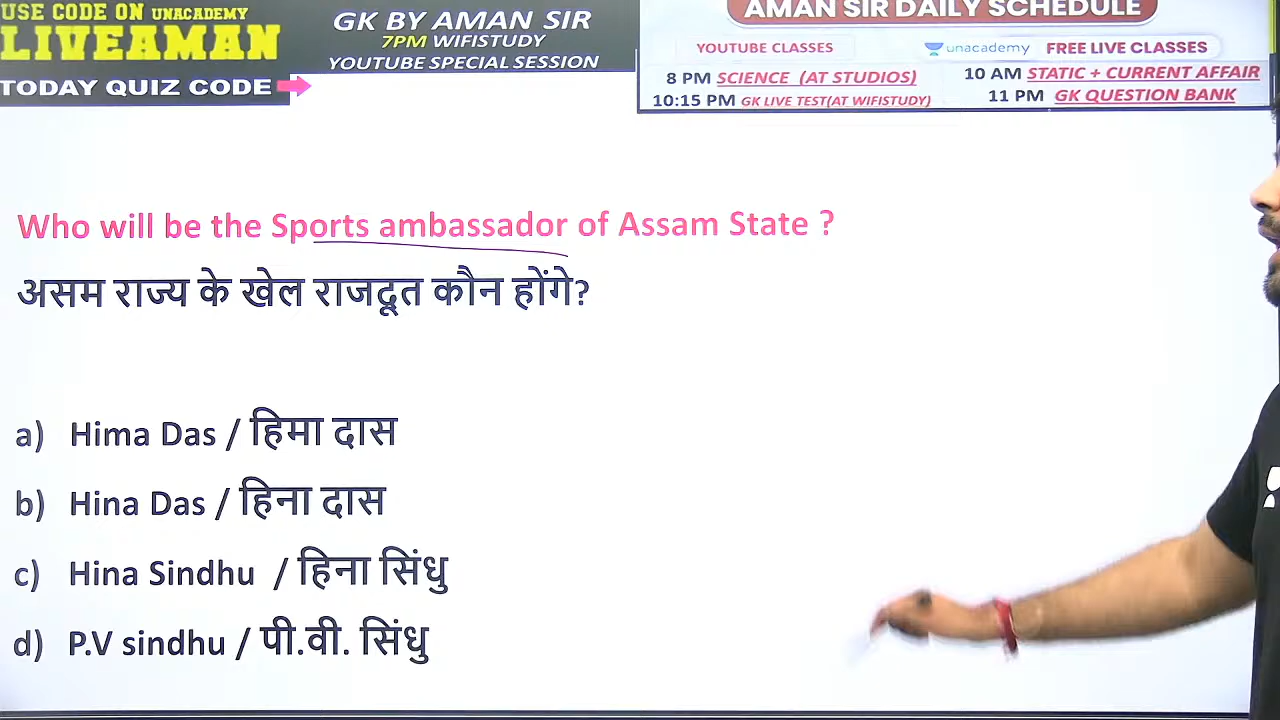 USE CODE ON UNACADEMY
LIVEAMAN
TODAY QUIZ CODE
GK BY AMAN SIR
7PM WIFISTUDY
YOUTUBE SPECIAL SESSION
AMAN SIR DAILY SCHEDULE
YOUTUBE CLASSES
unacademy FREE LIVE CLASSES
8 PM SCIENCE (AT STUDIOS)
10 AM STATIC + CURRENT AFFAIR
10:15 PM GK LIVE TEST(AT WIFISTUDY)
11 PM GK QUESTION BANK
Who will be the Sports ambassador of Assam State ?
असम राज्य के खेल राजदूत कौन होंगे?
a) Hima Das / हिमा दास
b) Hina Das / हिना दास
c) Hina Sindhu / हिना सिंधु
d) P.V sindhu / पी.वी. सिंधु